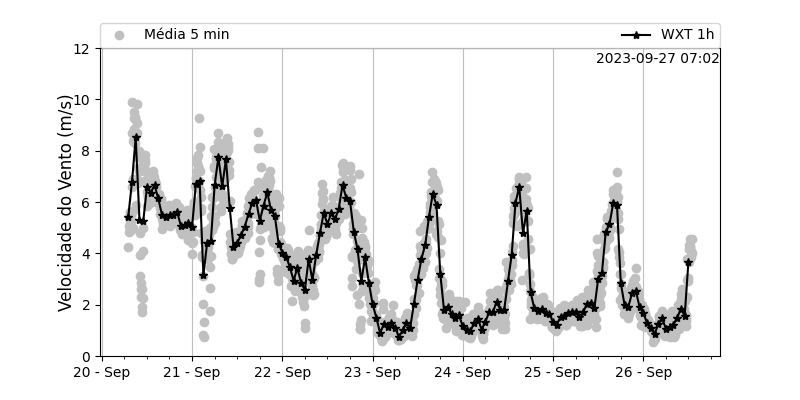 Média 5 min
WXT 1h
2023-09-27 07:02
Velocidade do Vento (m/s)
12
10
8
6
4
2
0
20 - Sep
21 - Sep
22 - Sep
23 - Sep
24 - Sep
25 - Sep
26 - Sep